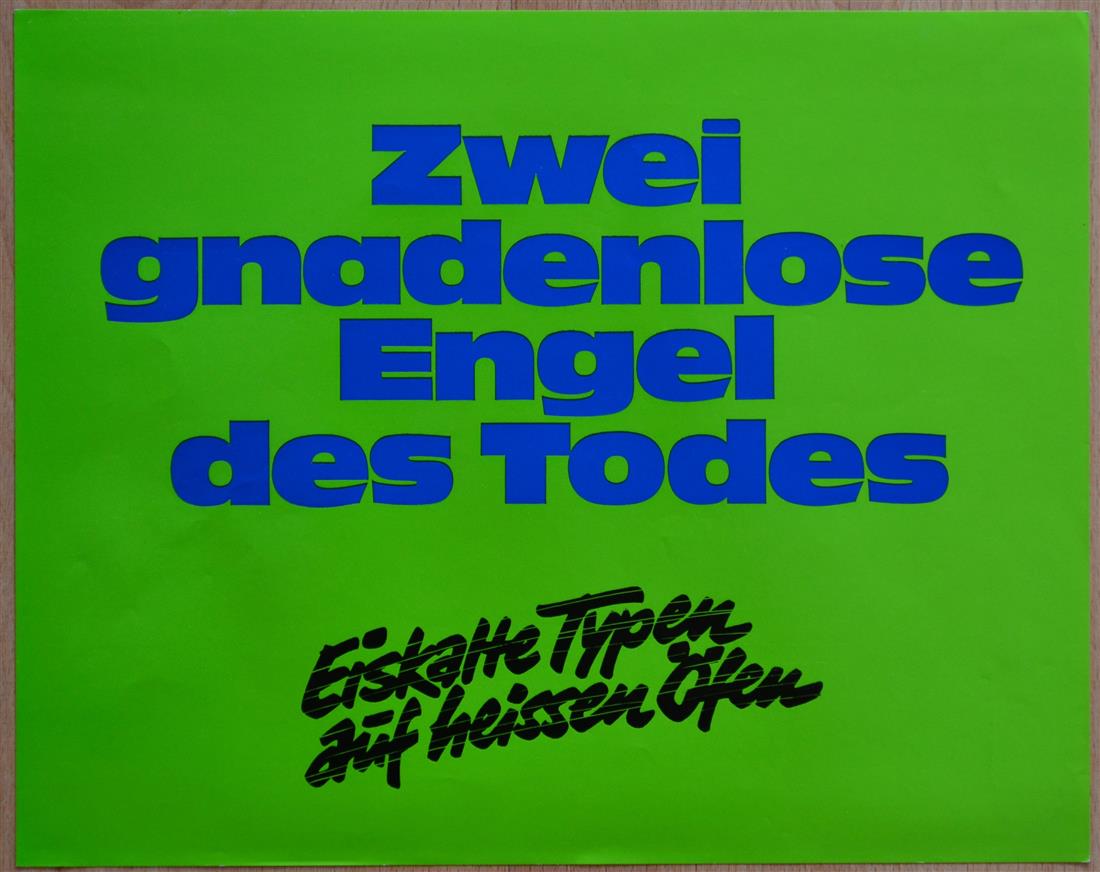 Zwei
gnadenlose
Engel
des Todes
Eiskalte Typen
auf heissen Öfen